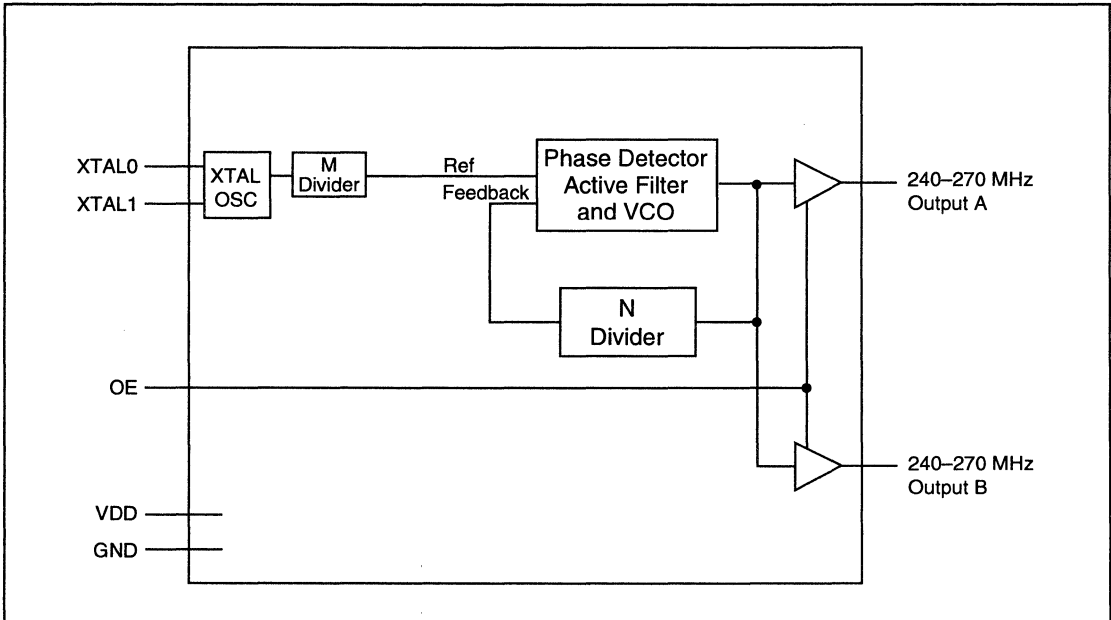 XTAL0
XTAL1
XTAL
OSC
M
Divider
Ref
Feedback
Phase Detector
Active Filter
and VCO
240–270 MHz
Output A
N
Divider
OE
240–270 MHz
Output B
VDD
GND